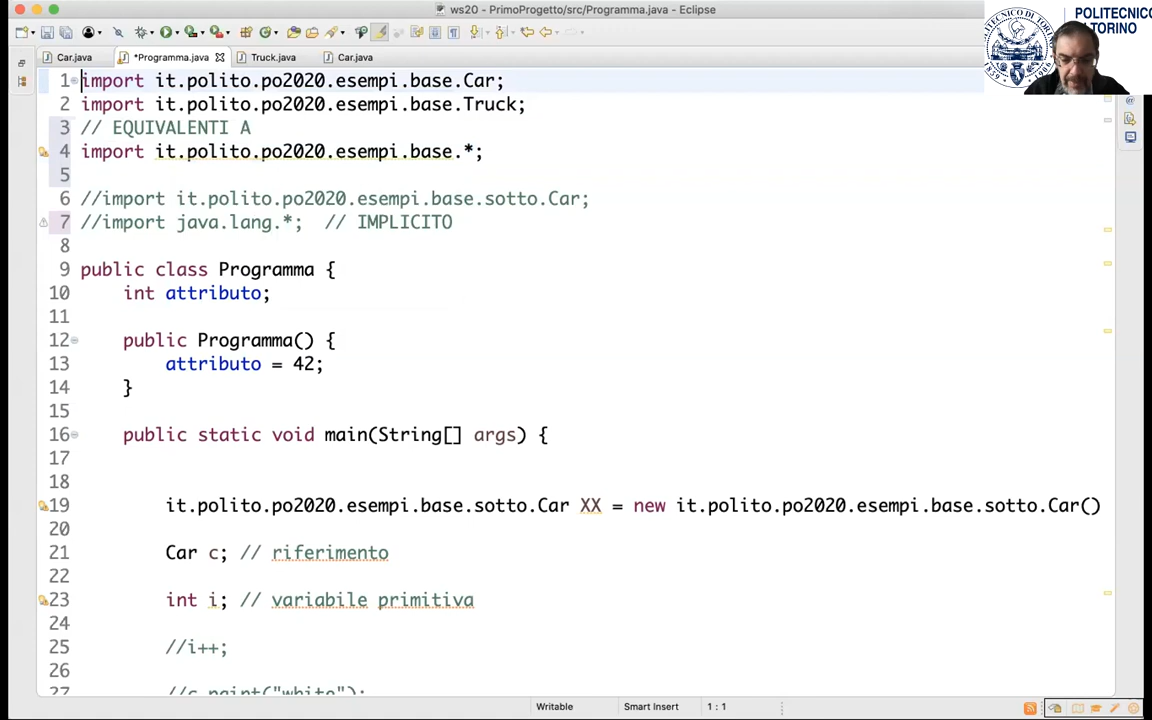 ws20 - PrimoProgetto/src/Programma.java - Eclipse
POLITECNICO
DI TORINO
Car.java
*Programma.java
Truck.java
Car.java
1 import it.polito.po2020.esempi.base.Car;
2 import it.polito.po2020.esempi.base.Truck;
3 // EQUIVALENTI A
4 import it.polito.po2020.esempi.base.*;
5
6 //import it.polito.po2020.esempi.base.sotto.Car;
7 //import java.lang.*;  // IMPLICITO
8
9 public class Programma {
10 int attributo;
11
12 public Programma() {
13 attributo = 42;
14 }
15
16 public static void main(String[] args) {
17
18
19 it.polito.po2020.esempi.base.sotto.Car XX = new it.polito.po2020.esempi.base.sotto.Car()
20
21 Car c; // riferimento
22
23 int i; // variabile primitiva
24
25 //i++;
26
27 //c.paint("white");
Writable
Smart Insert
1 : 1